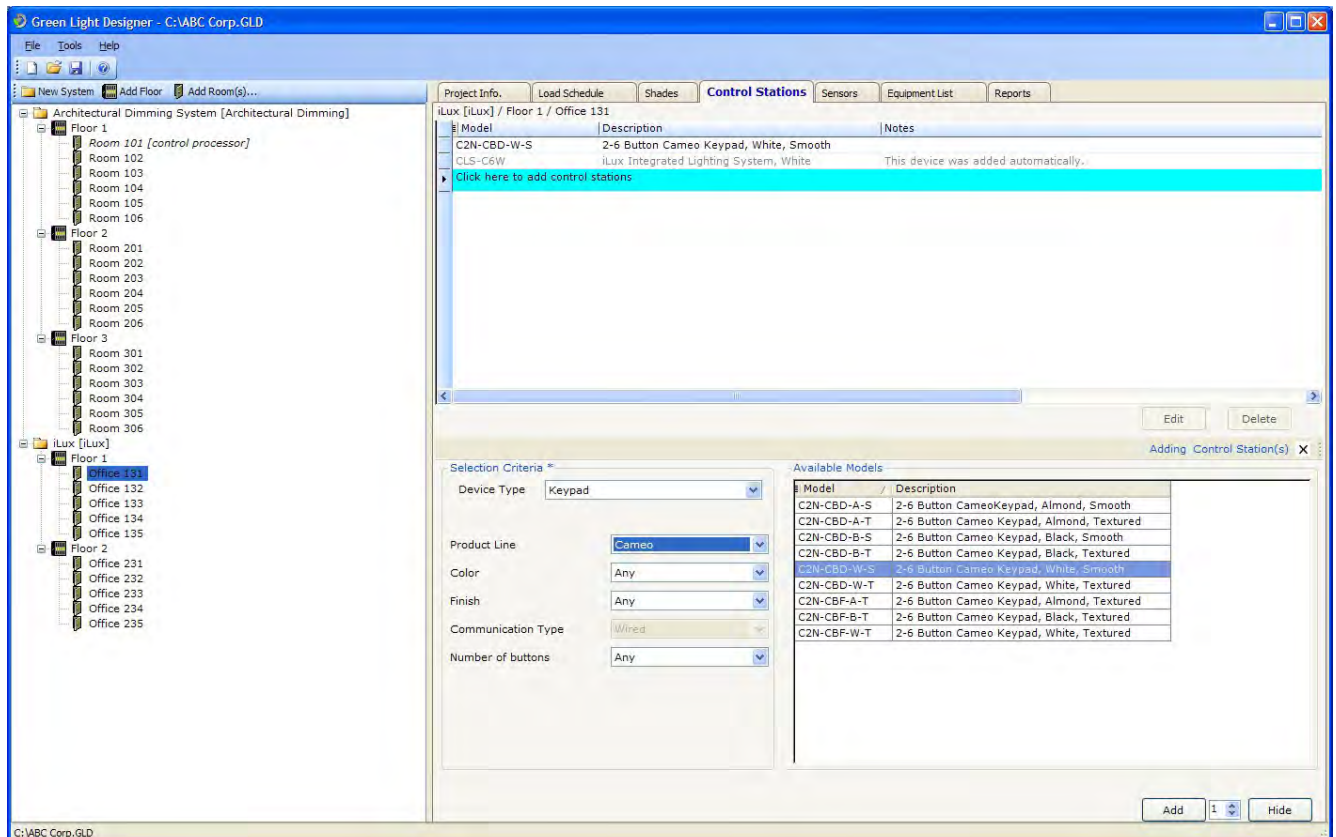 Green Light Designer - C:\ABC Corp.GLD
File Tools Help
New System Add Floor Add Room(s)...
Architectural Dimming System [Architectural Dimming]
Floor 1
Room 101 [control processor]
Room 102
Room 103
Room 104
Room 105
Room 106
Floor 2
Room 201
Room 202
Room 203
Room 204
Room 205
Room 206
Floor 3
Room 301
Room 302
Room 303
Room 304
Room 305
Room 306
iLux [iLux]
Floor 1
Office 131
Office 132
Office 133
Office 134
Office 135
Floor 2
Office 231
Office 232
Office 233
Office 234
Office 235
Project Info. Load Schedule Shades Control Stations Sensors Equipment List Reports
iLux [iLux] / Floor 1 / Office 131
Model Description Notes
C2N-CBD-W-S 2-6 Button Cameo Keypad, White, Smooth
CLS-C6W iLux Integrated Lighting System, White This device was added automatically.
Click here to add control stations
Edit Delete
Adding Control Station(s) X
Selection Criteria *
Device Type Keypad
Product Line Cameo
Color Any
Finish Any
Communication Type Wired
Number of buttons Any
Available Models
Model / Description
C2N-CBD-A-S 2-6 Button CameoKeypad, Almond, Smooth
C2N-CBD-A-T 2-6 Button Cameo Keypad, Almond, Textured
C2N-CBD-B-S 2-6 Button Cameo Keypad, Black, Smooth
C2N-CBD-B-T 2-6 Button Cameo Keypad, Black, Textured
C2N-CBD-W-S 2-6 Button Cameo Keypad, White, Smooth
C2N-CBD-W-T 2-6 Button Cameo Keypad, White, Textured
C2N-CBF-A-T 2-6 Button Cameo Keypad, Almond, Textured
C2N-CBF-B-T 2-6 Button Cameo Keypad, Black, Textured
C2N-CBF-W-T 2-6 Button Cameo Keypad, White, Textured
Add 1 Hide
C:\ABC Corp.GLD